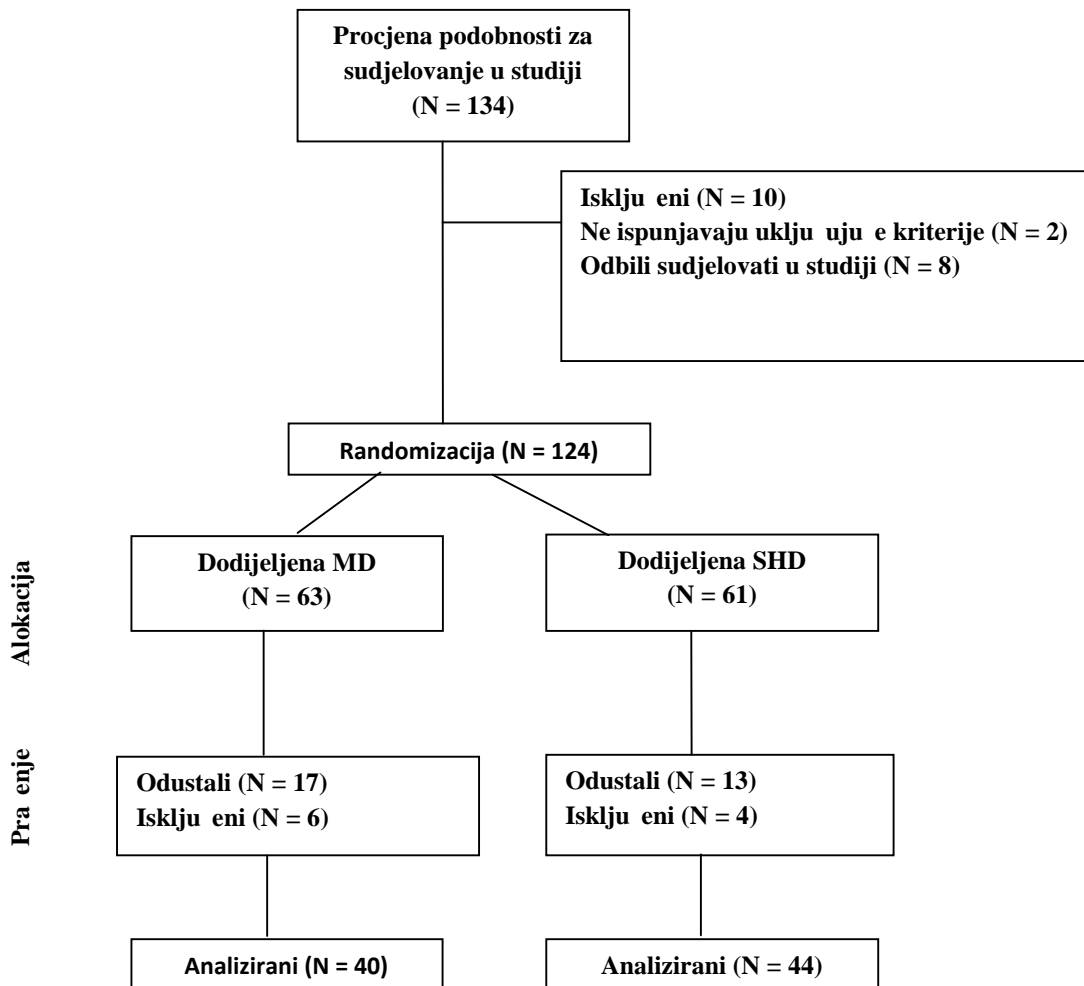 Procjena podobnosti za
sudjelovanje u studiji
(N = 134)
Isklju eni (N = 10)
Ne ispunjavaju uklju uju e kriterije (N = 2)
Odbili sudjelovati u studiji (N = 8)
Randomizacija (N = 124)
Alokacija
Dodijeljena MD
(N = 63)
Dodijeljena SHD
(N = 61)
Pra enje
Odustali (N = 17)
Isklju eni (N = 6)
Odustali (N = 13)
Isklju eni (N = 4)
Analizirani (N = 40)
Analizirani (N = 44)